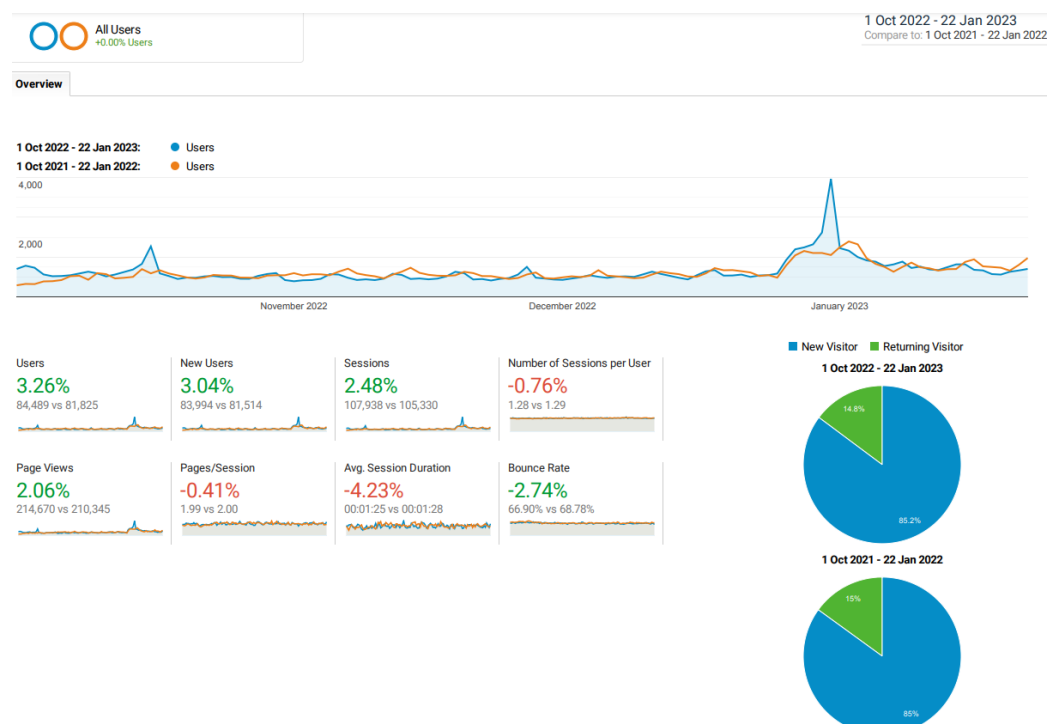 All Users
+0.00% Users
1 Oct 2022 - 22 Jan 2023
Compare to: 1 Oct 2021 - 22 Jan 2022
Overview
1 Oct 2022 - 22 Jan 2023: Users
1 Oct 2021 - 22 Jan 2022: Users
4,000
2,000
November 2022 December 2022 January 2023
Users
3.26%
84,489 vs 81,825
New Users
3.04%
83,994 vs 81,514
Sessions
2.48%
107,938 vs 105,330
Number of Sessions per User
-0.76%
1.28 vs 1.29
Page Views
2.06%
214,670 vs 210,345
Pages/Session
-0.41%
1.99 vs 2.00
Avg. Session Duration
-4.23%
00:01:25 vs 00:01:28
Bounce Rate
-2.74%
66.90% vs 68.78%
New Visitor Returning Visitor
1 Oct 2022 - 22 Jan 2023
14.8%
85.2%
1 Oct 2021 - 22 Jan 2022
15%
85%